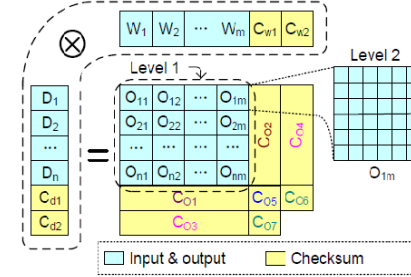 ⊗ W1 W2 ··· Wm Cw1 Cw2
Level 1
Level 2
D1
D2
···
Dn
Cd1
Cd2
=
O11 O12 ··· O1m
O21 O22 ··· O2m
··· ··· ··· ···
On1 On2 ··· Onm
CO2
CO4
CO1 CO5 CO6
CO3 CO7
O1m
Input & output Checksum